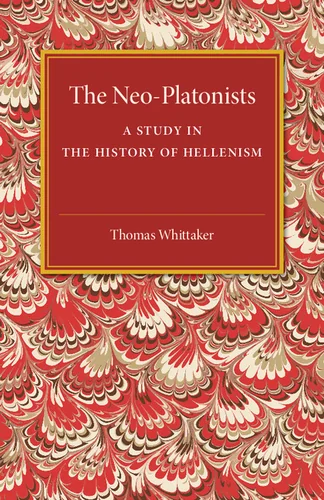 The Neo-Platonists
A STUDY IN
THE HISTORY OF HELLENISM
Thomas Whittaker